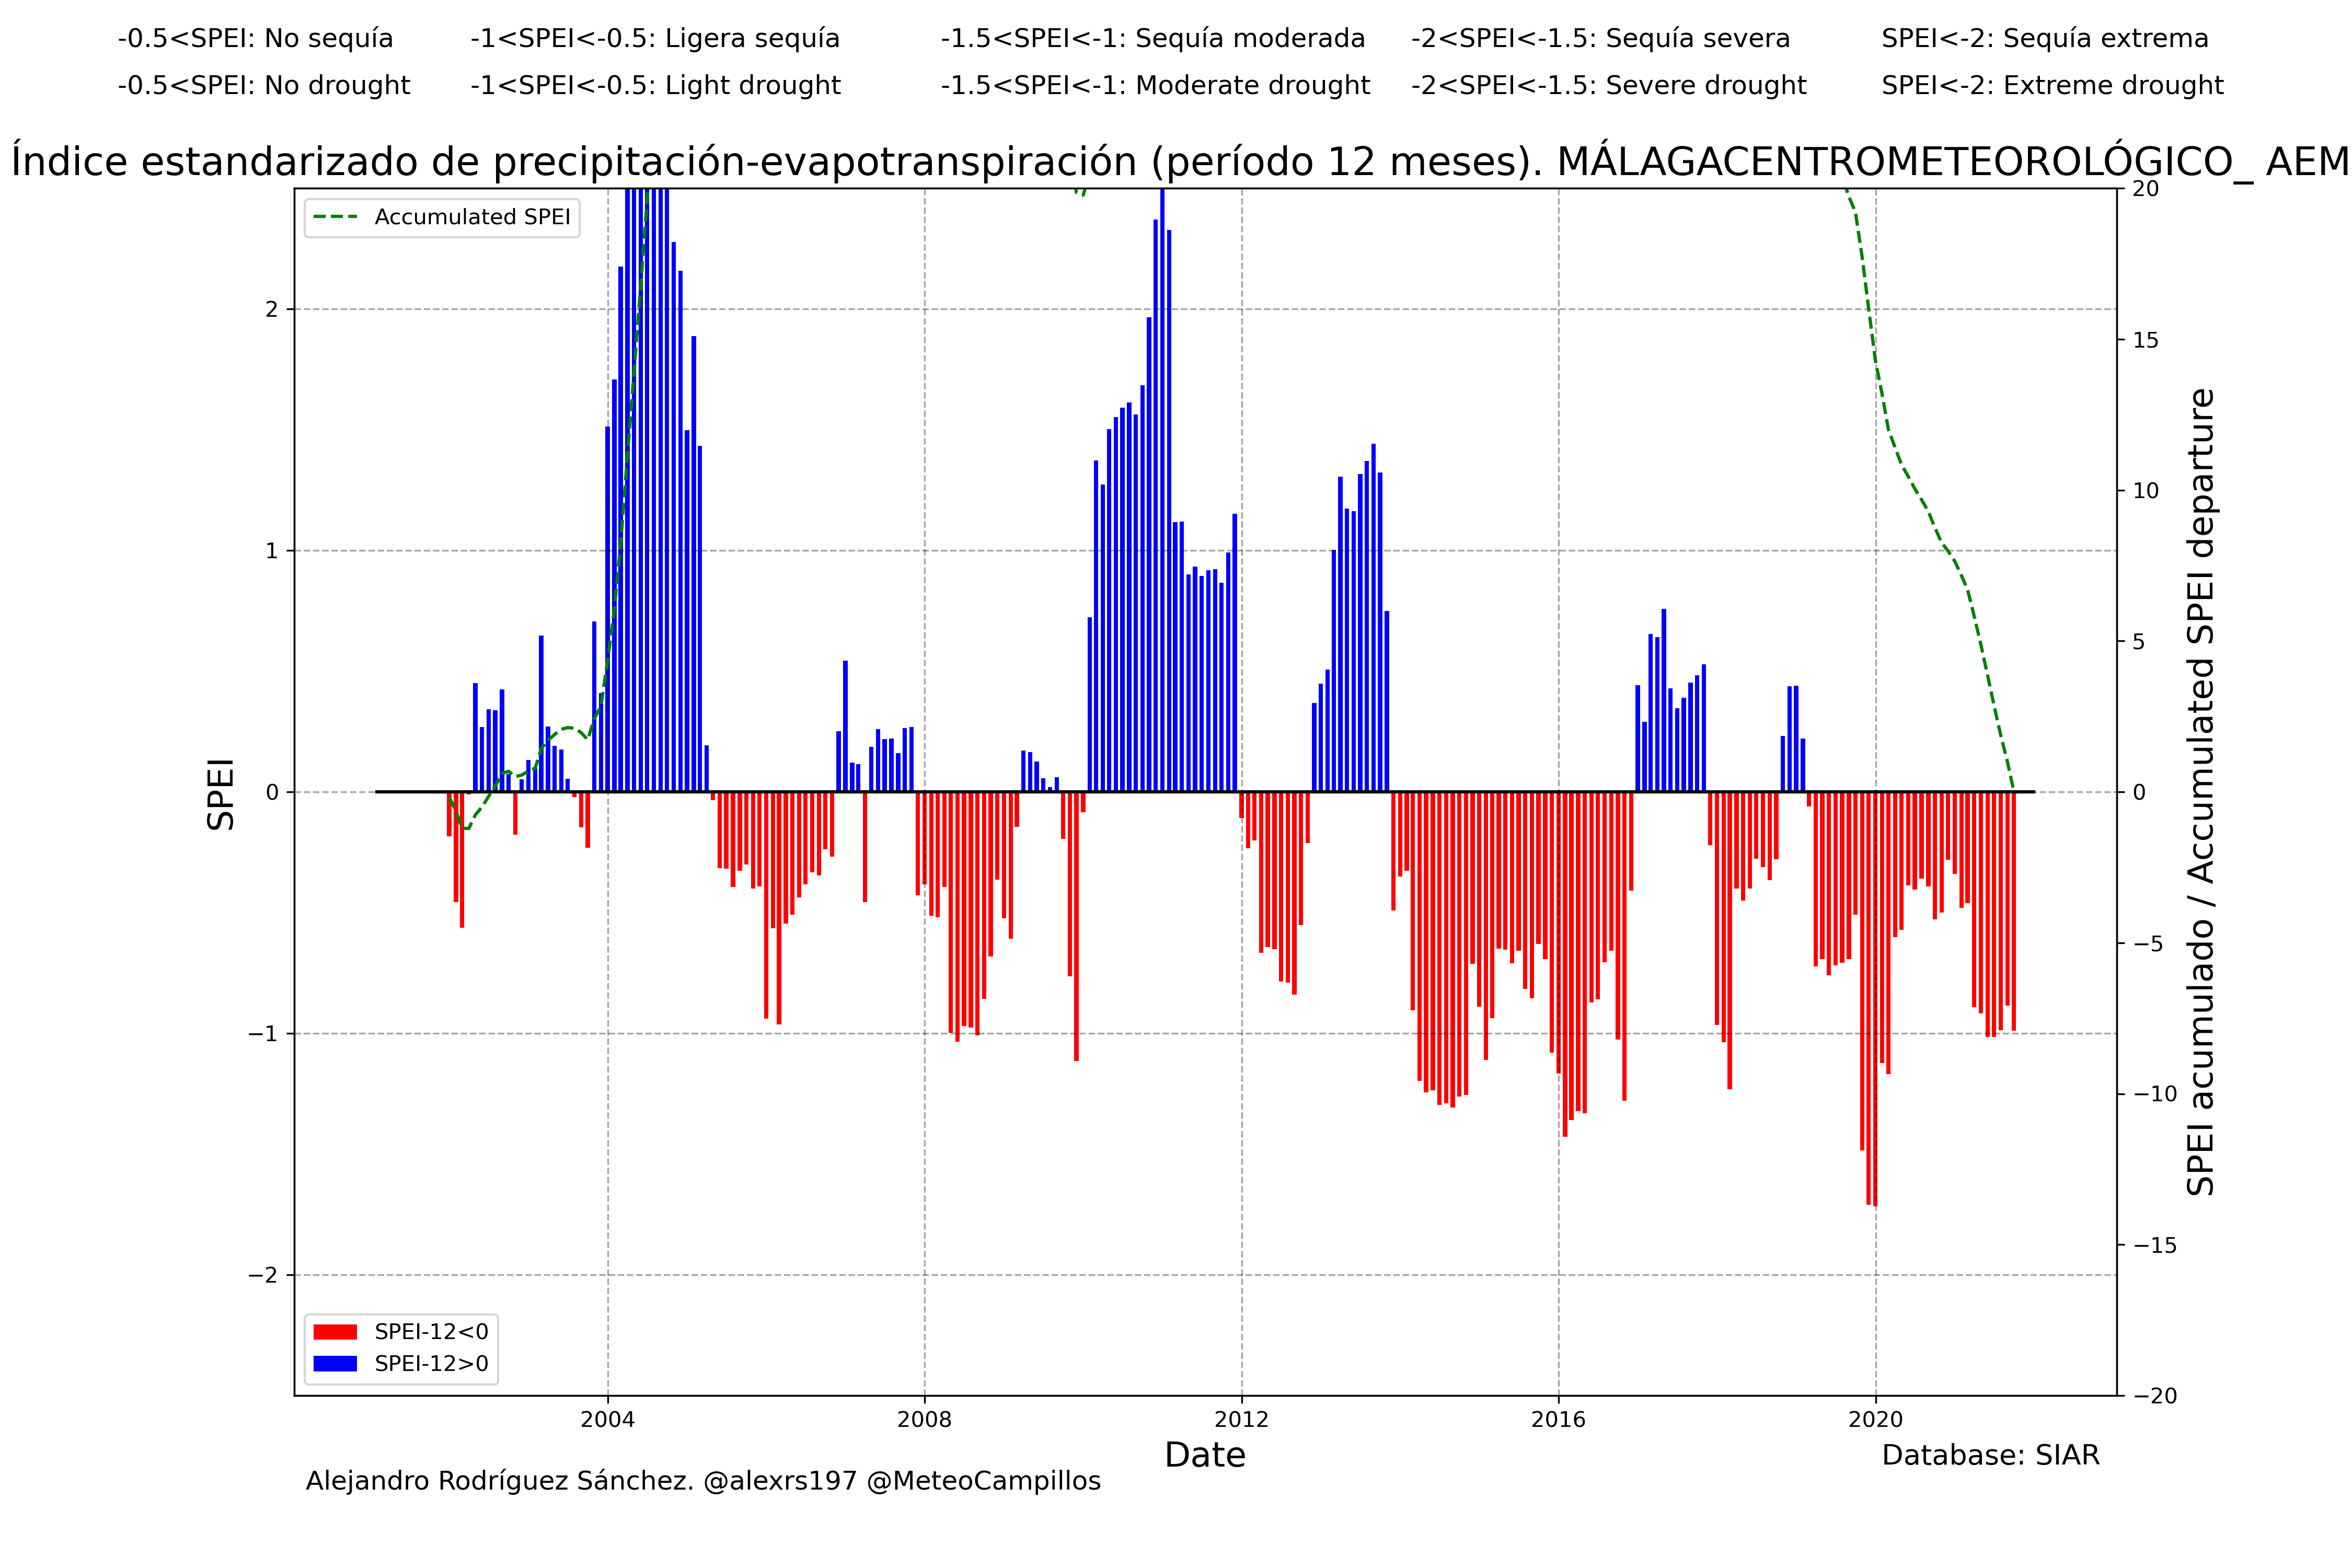 -0.5<SPEI: No sequía -1<SPEI<-0.5: Ligera sequía -1.5<SPEI<-1: Sequía moderada -2<SPEI<-1.5: Sequía severa SPEI<-2: Sequía extrema
-0.5<SPEI: No drought -1<SPEI<-0.5: Light drought -1.5<SPEI<-1: Moderate drought -2<SPEI<-1.5: Severe drought SPEI<-2: Extreme drought
Índice estandarizado de precipitación-evapotranspiración (período 12 meses). MÁLAGACENTROMETEOROLÓGICO_ AEM
Accumulated SPEI
SPEI
2
1
0
−1
−2
20
15
10
5
0
−5
−10
−15
−20
SPEI acumulado / Accumulated SPEI departure
SPEI-12<0
SPEI-12>0
2004 2008 2012 2016 2020
Date
Database: SIAR
Alejandro Rodríguez Sánchez. @alexrs197 @MeteoCampillos